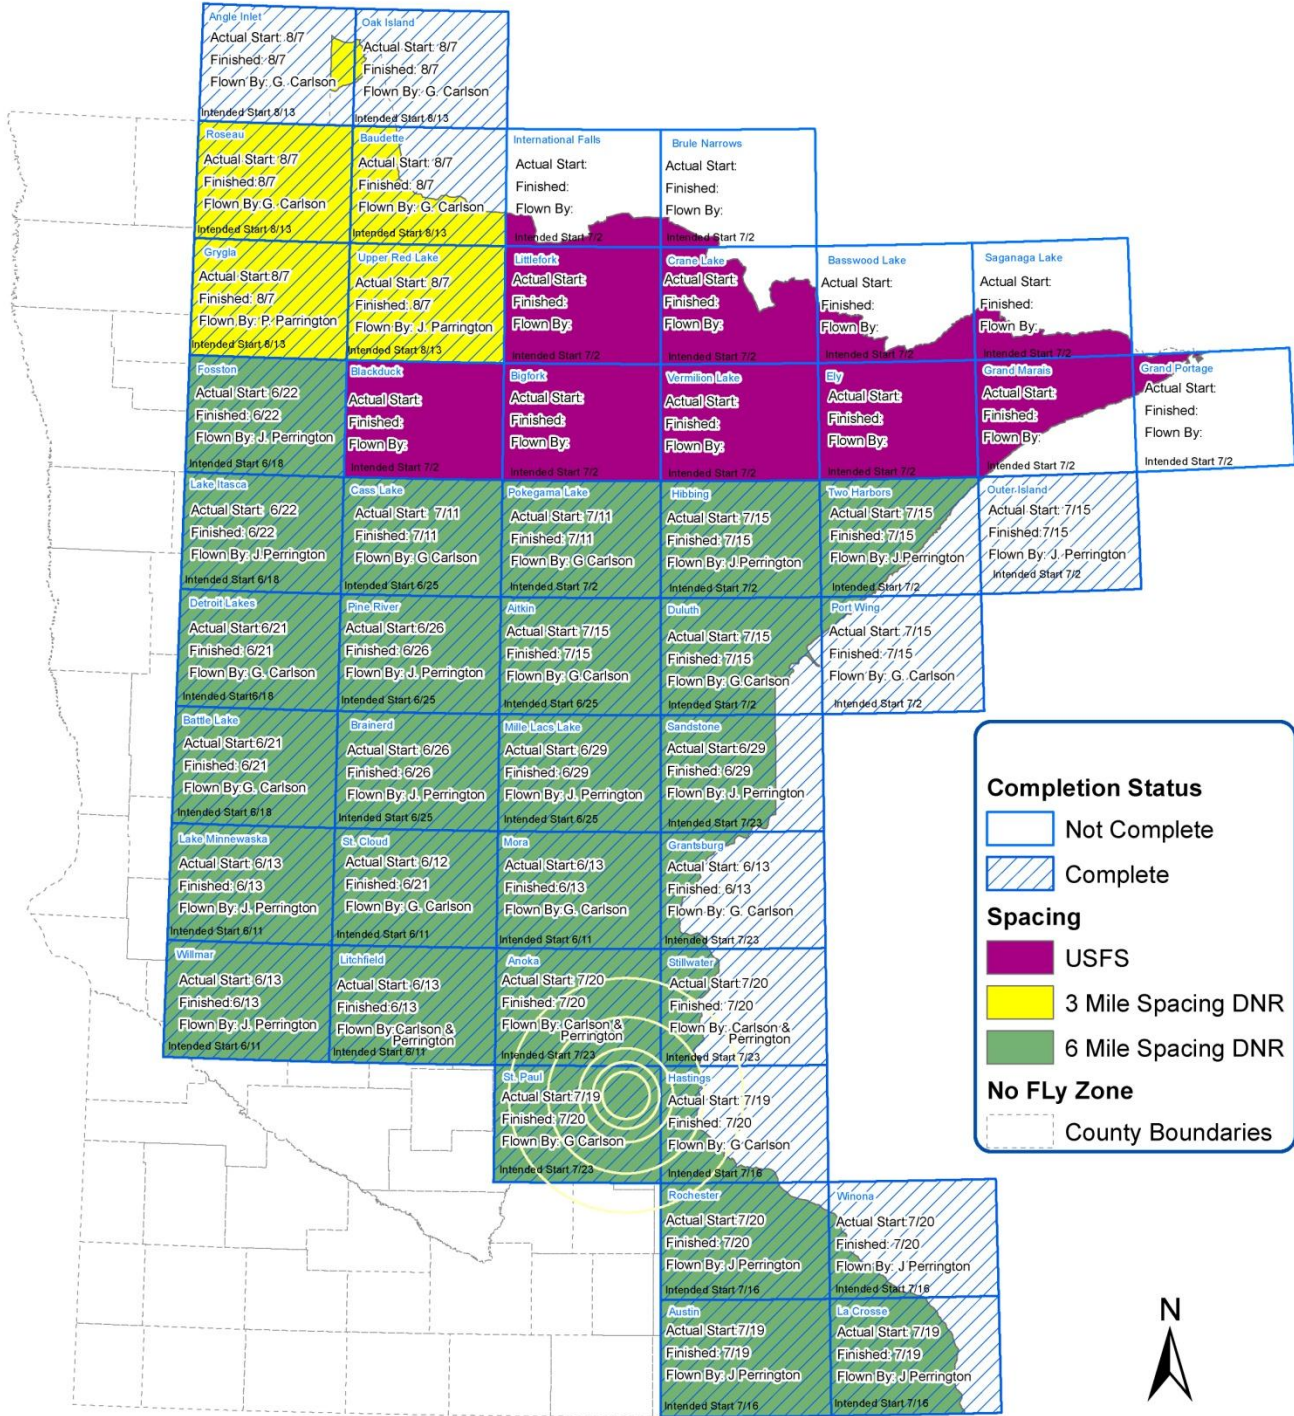 Angle Inlet
Actual Start: 8/7
Finished: 8/7
Flown By: G. Carlson
Intended Start 8/13
Oak Island
Actual Start: 8/7
Finished: 8/7
Flown By: G. Carlson
Intended Start 8/13
Roseau
Actual Start: 8/7
Finished:8/7
Flown By:G. Carlson
Intended Start 8/13
Baudette
Actual Start: 8/7
Finished: 8/7
Flown By: G. Carlson
Intended Start 8/13
International Falls
Actual Start:
Finished:
Flown By:
Intended Start 7/2
Brule Narrows
Actual Start:
Finished:
Flown By:
Intended Start 7/2
Grygla
Actual Start:8/7
Finished: 8/7
Flown By: P. Parrington
Intended Start 8/13
Upper Red Lake
Actual Start: 8/7
Finished: 8/7
Flown By: J. Parrington
Intended Start 8/13
Littlefork
Actual Start:
Finished:
Flown By:
Intended Start 7/2
Crane Lake
Actual Start:
Finished:
Flown By:
Intended Start 7/2
Basswood Lake
Actual Start:
Finished:
Flown By:
Intended Start 7/2
Saganaga Lake
Actual Start:
Finished:
Flown By:
Intended Start 7/2
Fosston
Actual Start: 6/22
Finished: 6/22
Flown By: J. Perrington
Intended Start 6/18
Blackduck
Actual Start:
Finished:
Flown By:
Intended Start 7/2
Bigfork
Actual Start:
Finished:
Flown By:
Intended Start 7/2
Vermilion Lake
Actual Start:
Finished:
Flown By:
Intended Start 7/2
Ely
Actual Start:
Finished:
Flown By:
Intended Start 7/2
Grand Marais
Actual Start:
Finished:
Flown By:
Intended Start 7/2
Grand Portage
Actual Start:
Finished:
Flown By:
Intended Start 7/2
Lake Itasca
Actual Start: 6/22
Finished: 6/22
Flown By: J.Perrington
Intended Start 6/18
Cass Lake
Actual Start: 7/11
Finished: 7/11
Flown By: G Carlson
Intended Start 6/25
Pokegama Lake
Actual Start: 7/11
Finished: 7/11
Flown By: G Carlson
Intended Start 7/2
Hibbing
Actual Start: 7/15
Finished: 7/15
Flown By: J.Perrington
Intended Start 7/2
Two Harbors
Actual Start: 7/15
Finished: 7/15
Flown By: J.Perrington
Intended Start 7/2
Outer Island
Actual Start: 7/15
Finished:7/15
Flown By: J. Perrington
Intended Start 7/2
Detroit Lakes
Actual Start:6/21
Finished: 6/21
Flown By: G. Carlson
Intended Start6/18
Pine River
Actual Start:6/26
Finished: 6/26
Flown By: J. Perrington
Intended Start 6/25
Aitkin
Actual Start: 7/15
Finished: 7/15
Flown By: G.Carlson
Intended Start 6/25
Duluth
Actual Start: 7/15
Finished: 7/15
Flown By: G.Carlson
Intended Start 7/2
Port Wing
Actual Start: 7/15
Finished: 7/15
Flown By: G. Carlson
Intended Start 7/2
Battle Lake
Actual Start:6/21
Finished: 6/21
Flown By:G. Carlson
Intended Start 6/18
Brainerd
Actual Start: 6/26
Finished: 6/26
Flown By: J. Perrington
Intended Start 6/25
Mille Lacs Lake
Actual Start: 6/29
Finished: 6/29
Flown By: J. Perrington
Intended Start 6/25
Sandstone
Actual Start:6/29
Finished: 6/29
Flown By: J. Perrington
Intended Start 7/23
Lake Minnewaska
Actual Start: 6/13
Finished: 6/13
Flown By: J. Perrington
Intended Start 6/11
St. Cloud
Actual Start: 6/12
Finished: 6/21
Flown By: G. Carlson
Intended Start 6/11
Mora
Actual Start:6/13
Finished:6/13
Flown By:G. Carlson
Intended Start 6/11
Grantsburg
Actual Start: 6/13
Finished: 6/13
Flown By: G. Carlson
Intended Start 7/23
Willmar
Actual Start: 6/13
Finished:6/13
Flown By: J. Perrington
Intended Start 6/11
Litchfield
Actual Start: 6/13
Finished:6/13
Flown By:Carlson &
Perrington
Intended Start 6/11
Anoka
Actual Start: 7/20
Finished: 7/20
Flown By: Carlson &
Perrington
Intended Start 7/23
Stillwater
Actual Start:7/20
Finished: 7/20
Flown By: Carlson &
Perrington
Intended Start 7/23
St. Paul
Actual Start:7/19
Finished: 7/20
Flown By: G Carlson
Intended Start 7/23
Hastings
Actual Start: 7/19
Finished: 7/20
Flown By: G Carlson
Intended Start 7/16
Rochester
Actual Start:7/20
Finished: 7/20
Flown By: J Perrington
Intended Start 7/16
Winona
Actual Start:7/20
Finished: 7/20
Flown By: J Perrington
Intended Start 7/16
Austin
Actual Start:7/19
Finished: 7/19
Flown By: J Perrington
Intended Start 7/16
La Crosse
Actual Start: 7/19
Finished: 7/19
Flown By: J Perrington
Intended Start 7/16
Completion Status
Not Complete
Complete
Spacing
USFS
3 Mile Spacing DNR
6 Mile Spacing DNR
No FLy Zone
County Boundaries
N